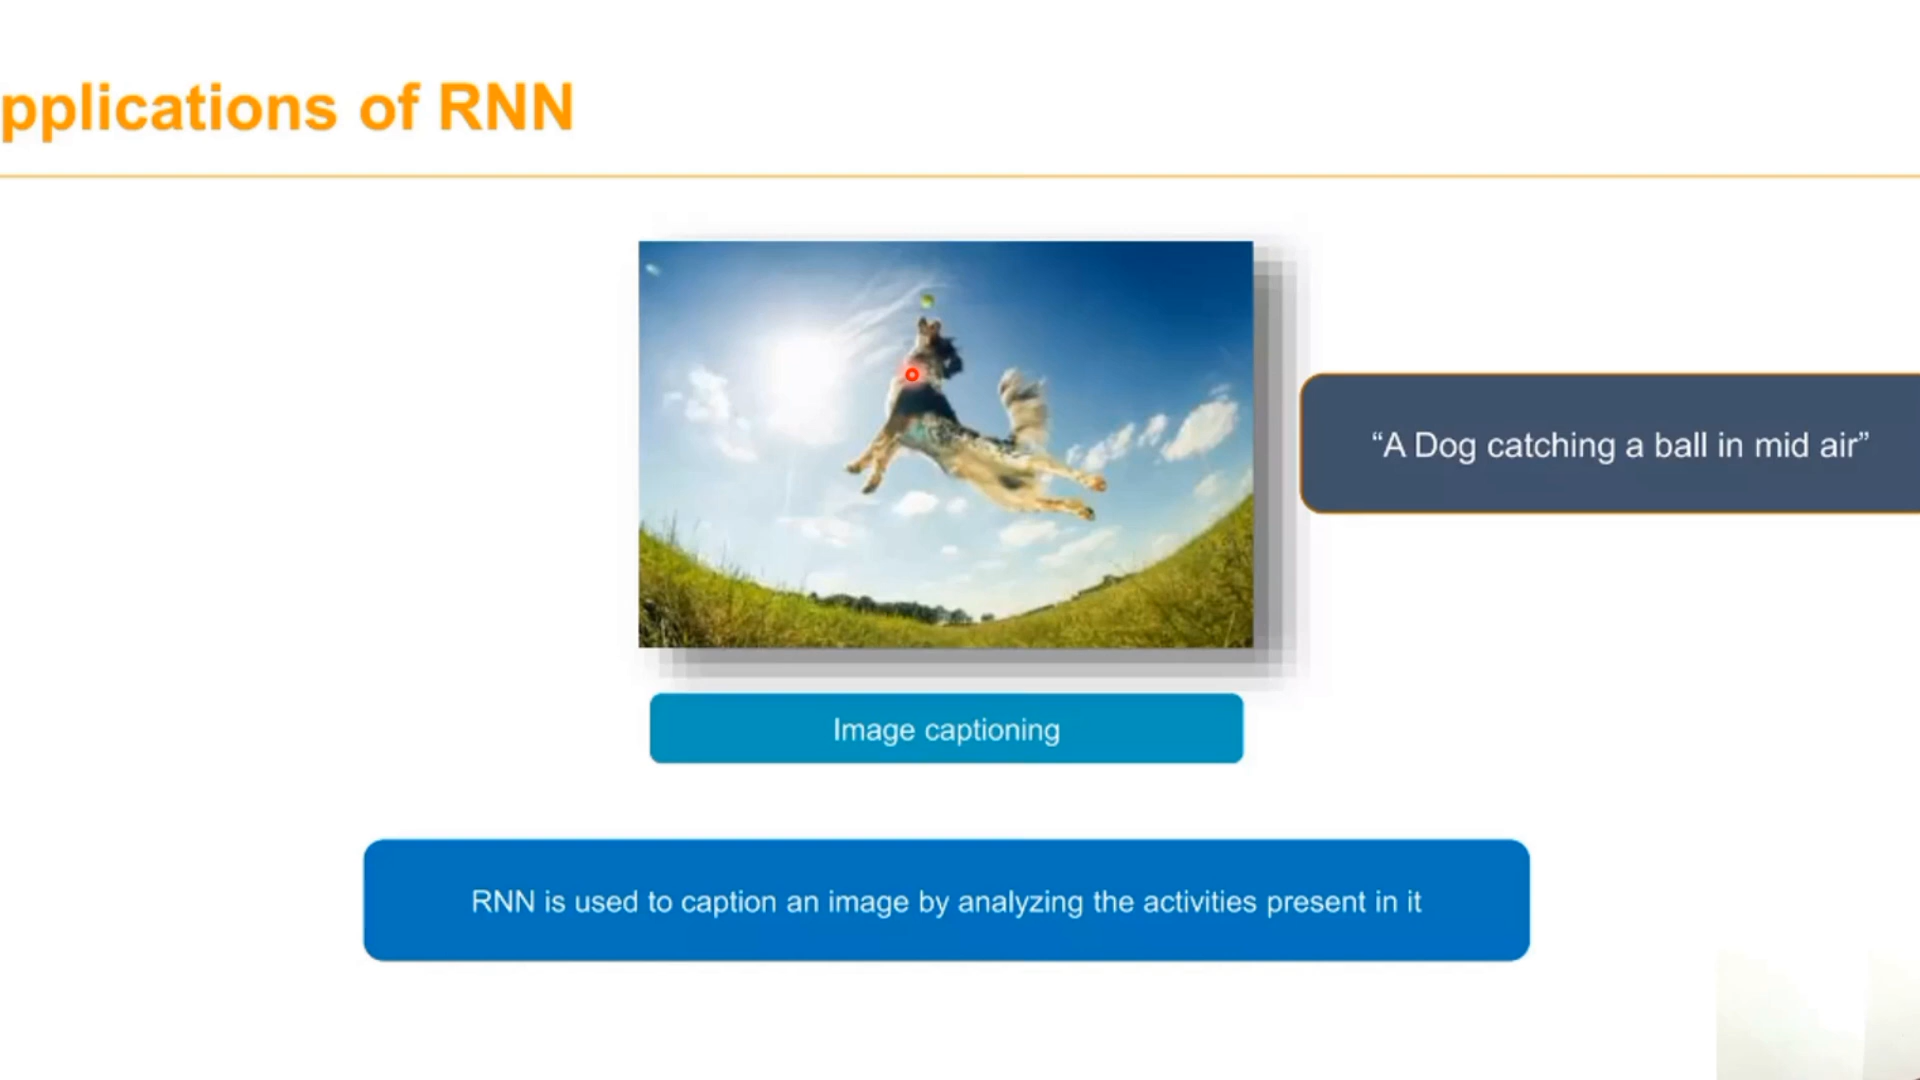 pplications of RNN
“A Dog catching a ball in mid air”
Image captioning
RNN is used to caption an image by analyzing the activities present in it